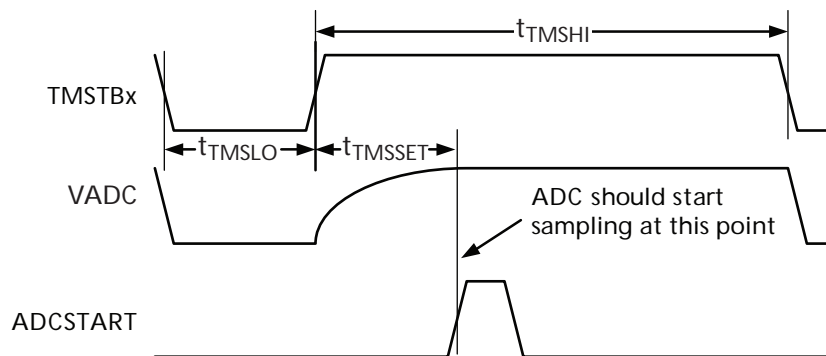 tTMSHI
TMSTBx
tTMSLO
tTMSSET
VADC
ADC should start
sampling at this point
ADCSTART